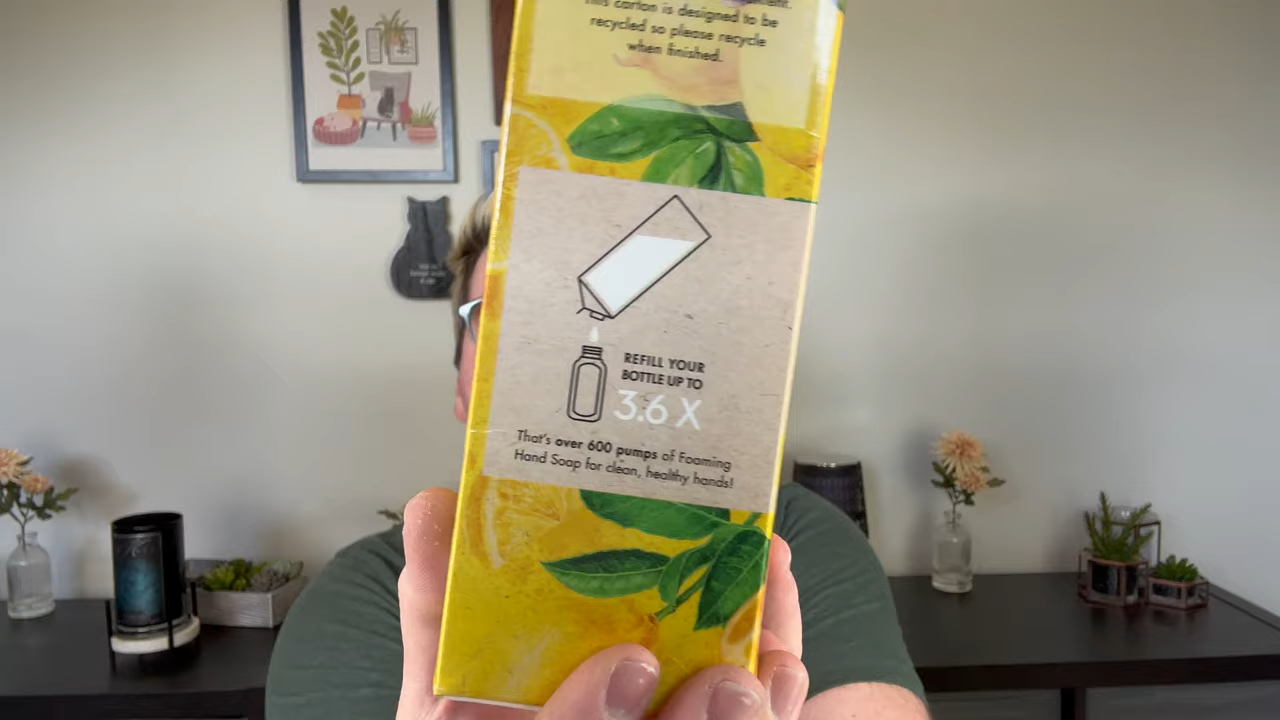 This carton is designed to be
recycled so please recycle
when finished.
REFILL YOUR
BOTTLE UP TO
3.6 X
That's over 600 pumps of Foaming
Hand Soap for clean, healthy hands!